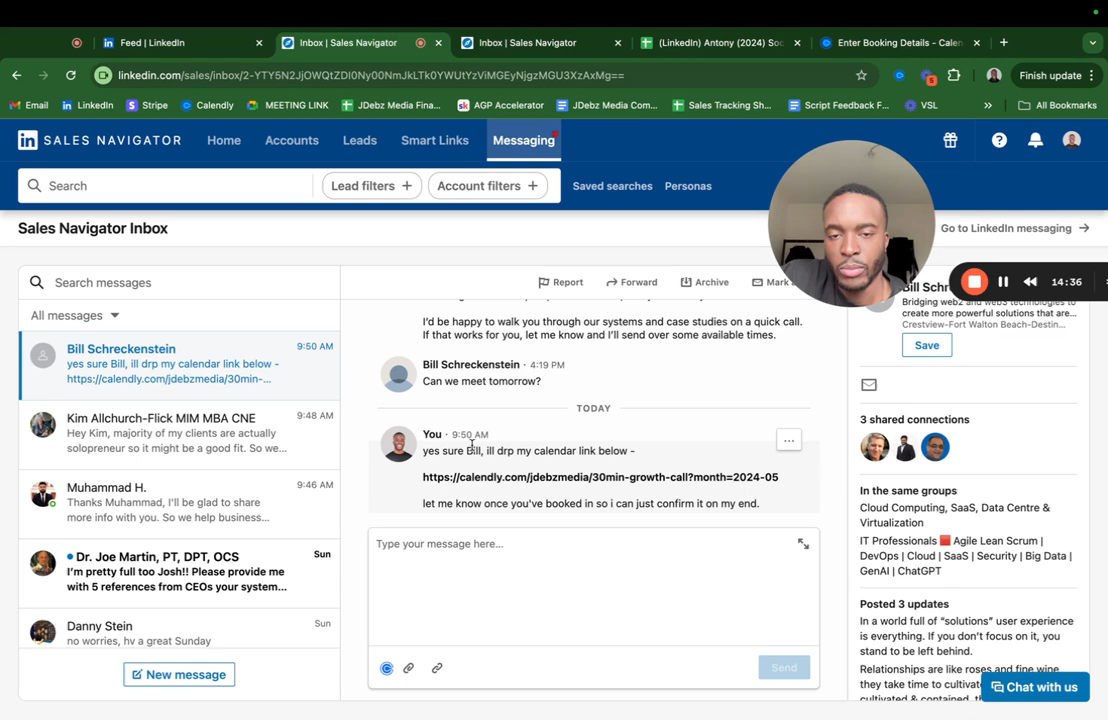 Feed | LinkedIn
Inbox | Sales Navigator
Inbox | Sales Navigator
(LinkedIn) Antony (2024) Soc
Enter Booking Details - Calen
linkedin.com/sales/inbox/2-YTY5N2JjOWQtZDI0Ny00NmJkLTk0YWUtYzViMGEyNjgzMGU3XzAxMg==
Finish update
Email
LinkedIn
Stripe
Calendly
MEETING LINK
JDebz Media Fina...
AGP Accelerator
JDebz Media Com...
Sales Tracking Sh...
Script Feedback F...
VSL
»
All Bookmarks
in SALES NAVIGATOR
Home
Accounts
Leads
Smart Links
Messaging
Search
Lead filters +
Account filters +
Saved searches
Personas
Sales Navigator Inbox
Go to LinkedIn messaging
Search messages
All messages
Bill Schreckenstein
9:50 AM
yes sure Bill, ill drp my calendar link below -
https://calendly.com/jdebzmedia/30min-...
Kim Allchurch-Flick MIM MBA CNE
9:48 AM
Hey Kim, majority of my clients are actually
solopreneur so it might be a good fit. So we...
Muhammad H.
9:46 AM
Thanks Muhammad, I'll be glad to share
more info with you. So we help business...
Dr. Joe Martin, PT, DPT, OCS
Sun
I'm pretty full too Josh!! Please provide me
with 5 references from CEOs your system...
Danny Stein
Sun
no worries, hv a great Sunday
New message
Report
Forward
Archive
Mark
I'd be happy to walk you through our systems and case studies on a quick call.
If that works for you, let me know and I'll send over some available times.
Bill Schreckenstein · 4:19 PM
Can we meet tomorrow?
TODAY
You · 9:50 AM
yes sure Bill, ill drp my calendar link below -
https://calendly.com/jdebzmedia/30min-growth-call?month=2024-05
let me know once you've booked in so i can just confirm it on my end.
Type your message here...
Send
14:36
Bill Schr
Bridging web2 and web3 technologies to
create more powerful solutions that are...
Crestview-Fort Walton Beach-Destin...
Save
3 shared connections
In the same groups
Cloud Computing, SaaS, Data Centre &
Virtualization
IT Professionals 🟥 Agile Lean Scrum |
DevOps | Cloud | SaaS | Security | Big Data |
GenAI | ChatGPT
Posted 3 updates
In a world full of "solutions" user experience
is everything. If you don't focus on it, you
stand to be left behind.
Relationships are like roses and fine wine
they take time to
Chat with us